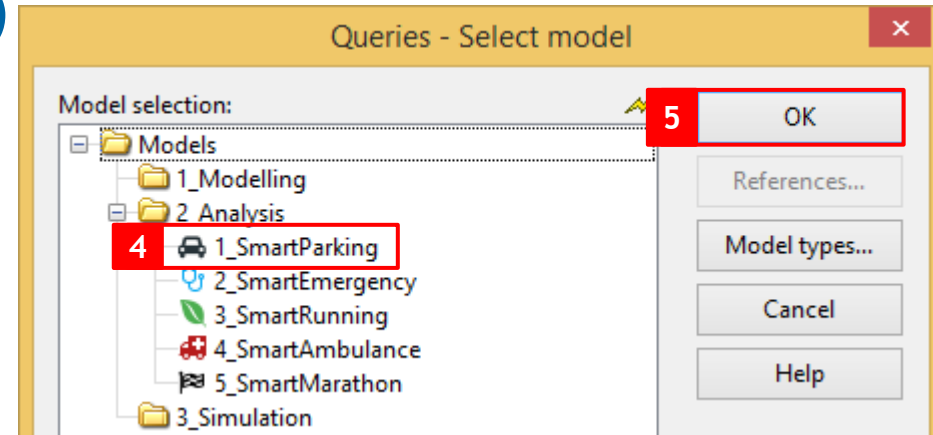 Queries - Select model
Model selection:
5 OK
Models
1_Modelling
References...
2_Analysis
4 1_SmartParking
Model types...
2_SmartEmergency
3_SmartRunning
Cancel
4_SmartAmbulance
5_SmartMarathon
Help
3_Simulation